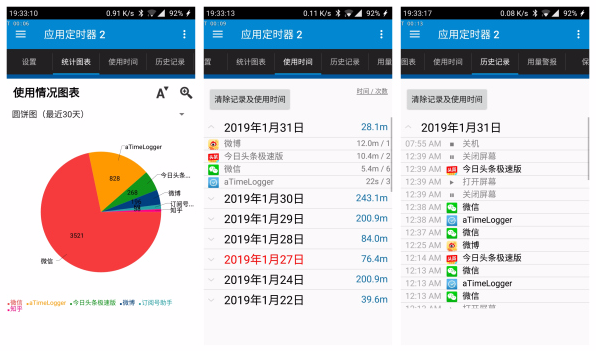 19:33:10 0.91 K/s 92%
T 00:06
应用定时器 2
设置 统计图表 使用时间 历史记录
使用情况图表
圆饼图（最近30天）
aTimeLogger
828
今日头条...
268
微博
订阅号...
知乎
3521
微信
微信 aTimeLogger 今日头条极速版 微博 订阅号助手
知乎
19:33:13 0.11 K/s 92%
T 00:09
应用定时器 2
置 统计图表 使用时间 历史记录 用量
时间 / 次数
清除记录及使用时间
2019年1月31日 28.1m
微博 12.0m / 1
今日头条极速版 10.4m / 2
微信 5.4m / 6
aTimeLogger 22s / 3
2019年1月30日 243.1m
2019年1月29日 200.9m
2019年1月28日 84.0m
2019年1月27日 76.4m
2019年1月24日 200.9m
2019年1月22日 39.6m
19:33:17 0.08 K/s 92%
T 00:13
应用定时器 2
图表 使用时间 历史记录 用量警报 保
清除记录及使用时间
2019年1月31日
07:55 AM 关机
12:39 AM 关闭屏幕
12:39 AM 今日头条极速版
12:39 AM 打开屏幕
12:39 AM 关闭屏幕
12:38 AM 微信
12:38 AM aTimeLogger
12:37 AM 微信
12:25 AM 微博
12:14 AM 今日头条极速版
12:13 AM 微信
12:13 AM aTimeLogger
12:13 AM 微信
12:13 AM 打开屏幕